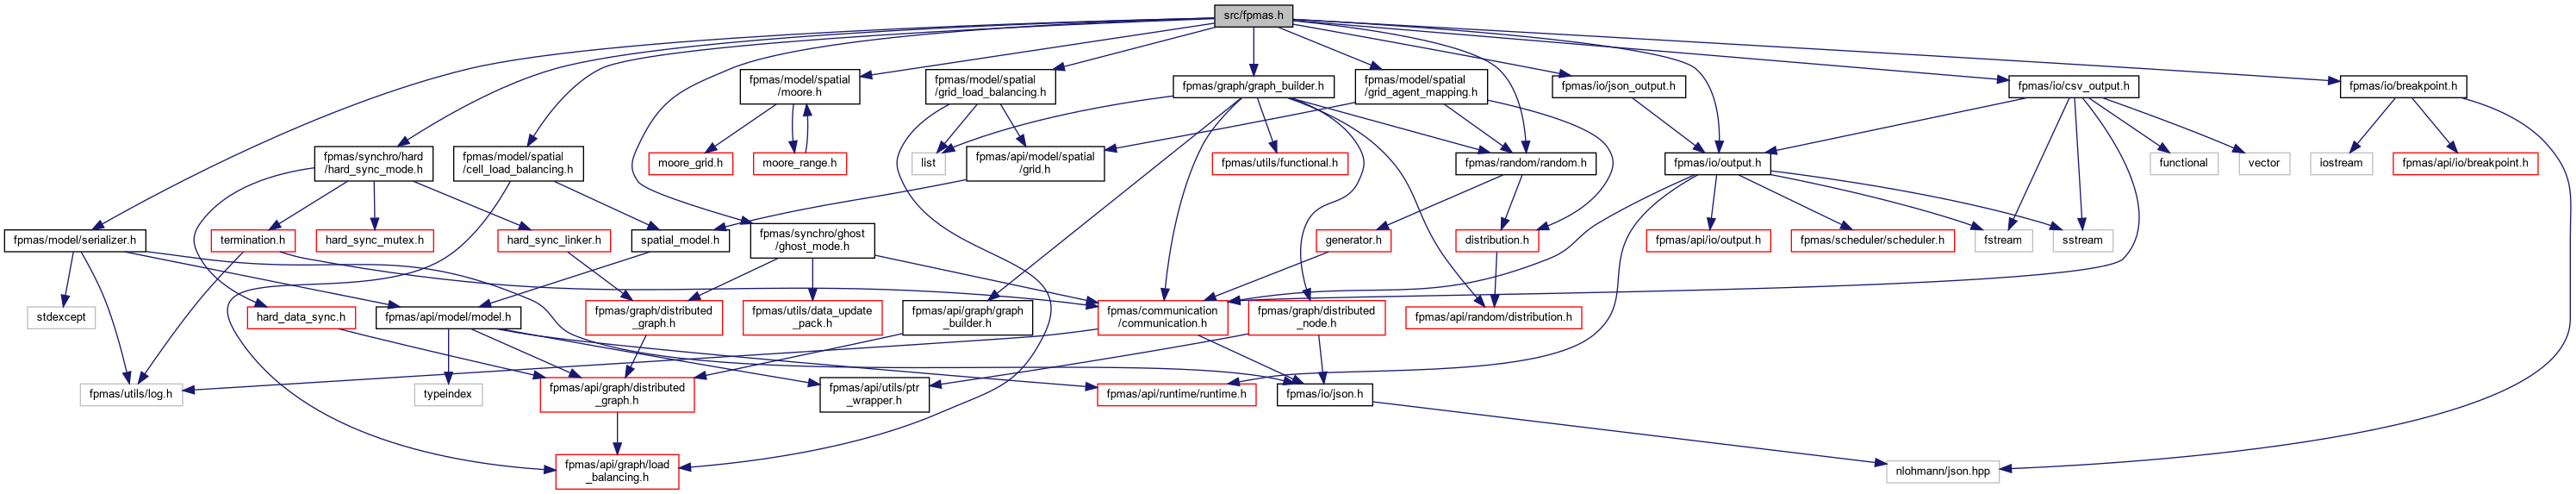 src/fpmas.h
fpmas/model/spatial
/moore.h
fpmas/model/spatial
/grid_load_balancing.h
fpmas/graph/graph_builder.h
fpmas/model/spatial
/grid_agent_mapping.h
fpmas/io/json_output.h
fpmas/io/csv_output.h
fpmas/io/breakpoint.h
fpmas/synchro/hard
/hard_sync_mode.h
fpmas/model/spatial
/cell_load_balancing.h
moore_grid.h
moore_range.h
list
fpmas/api/model/spatial
/grid.h
fpmas/utils/functional.h
fpmas/random/random.h
fpmas/io/output.h
functional
vector
iostream
fpmas/api/io/breakpoint.h
fpmas/model/serializer.h
termination.h
hard_sync_mutex.h
hard_sync_linker.h
spatial_model.h
fpmas/synchro/ghost
/ghost_mode.h
generator.h
distribution.h
fpmas/api/io/output.h
fpmas/scheduler/scheduler.h
fstream
sstream
stdexcept
hard_data_sync.h
fpmas/api/model/model.h
fpmas/graph/distributed
_graph.h
fpmas/utils/data_update
_pack.h
fpmas/api/graph/graph
_builder.h
fpmas/communication
/communication.h
fpmas/graph/distributed
_node.h
fpmas/api/random/distribution.h
fpmas/utils/log.h
typeindex
fpmas/api/graph/distributed
_graph.h
fpmas/api/utils/ptr
_wrapper.h
fpmas/api/runtime/runtime.h
fpmas/io/json.h
fpmas/api/graph/load
_balancing.h
nlohmann/json.hpp